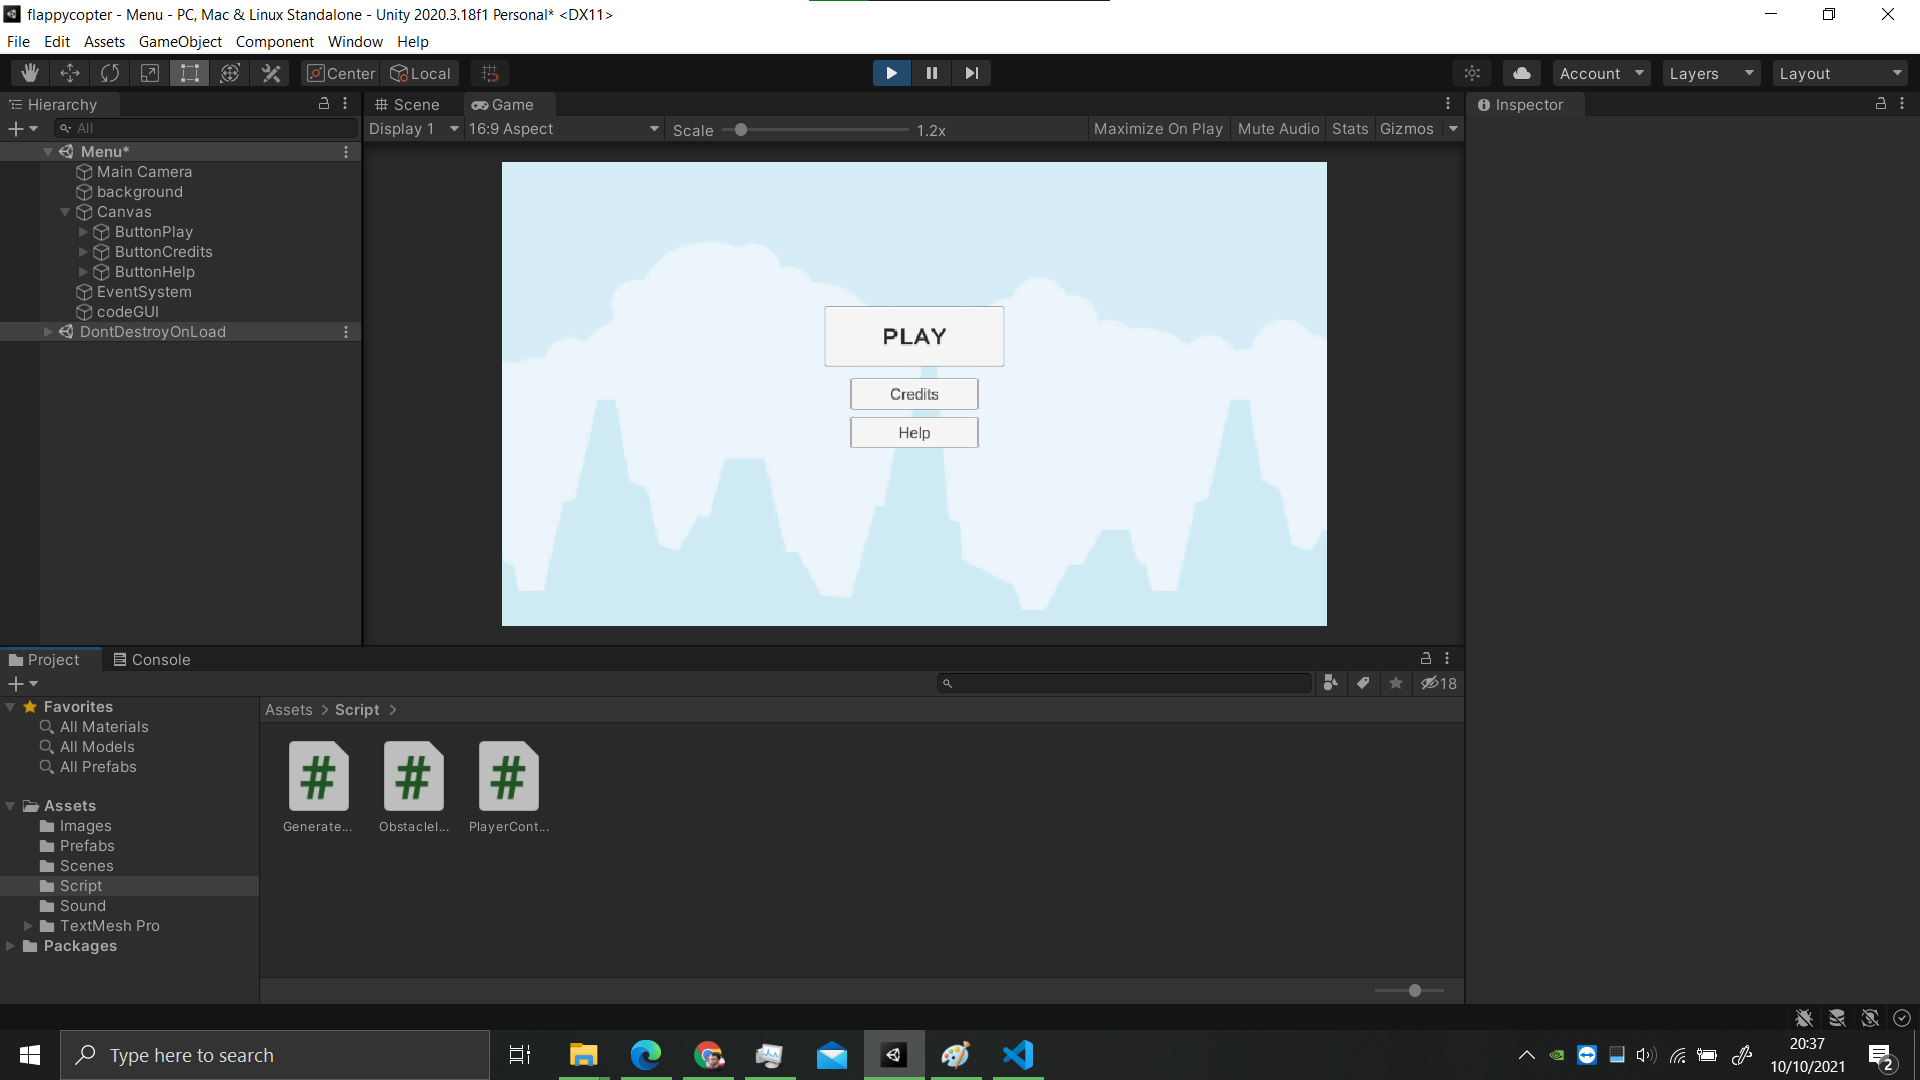 flappycopter - Menu - PC, Mac & Linux Standalone - Unity 2020.3.18f1 Personal* <DX11>
File Edit Assets GameObject Component Window Help
Center Local Account Layers Layout
Hierarchy
All
Menu*
Main Camera
background
Canvas
ButtonPlay
ButtonCredits
ButtonHelp
EventSystem
codeGUI
DontDestroyOnLoad
Scene Game
Display 1 16:9 Aspect Scale 1.2x Maximize On Play Mute Audio Stats Gizmos
PLAY
Credits
Help
Inspector
Project Console
18
Favorites
All Materials
All Models
All Prefabs
Assets
Images
Prefabs
Scenes
Script
Sound
TextMesh Pro
Packages
Assets > Script >
# # #
Generate... ObstacleI... PlayerCont...
Type here to search
20:37
10/10/2021
2